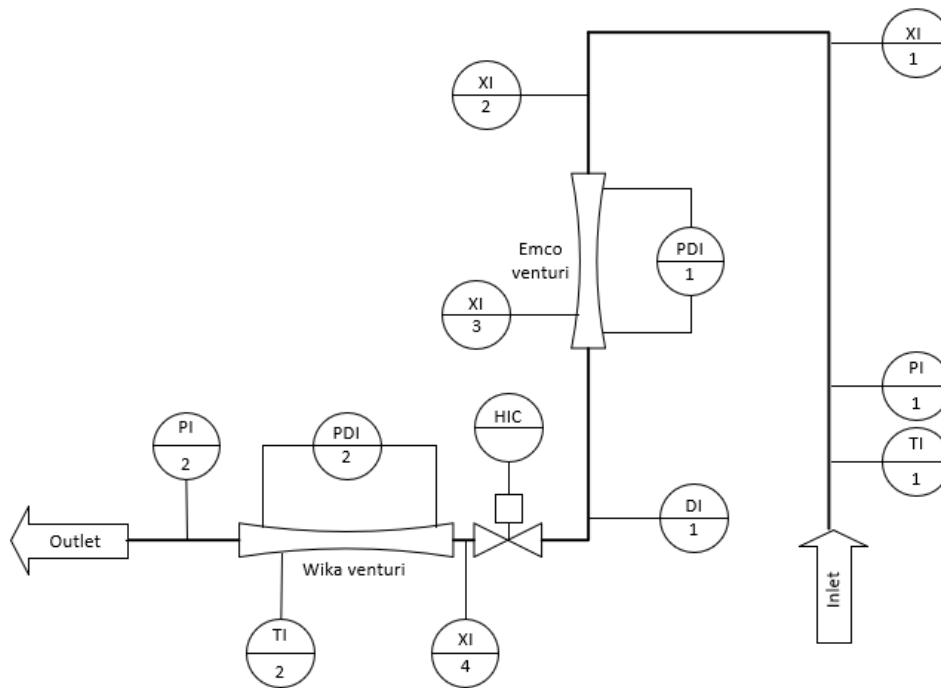 XI
1
XI
2
Emco
venturi
PDI
1
XI
3
PI
1
HIC
PI
2
PDI
2
TI
1
DI
1
Outlet
Wika venturi
Inlet
TI
2
XI
4